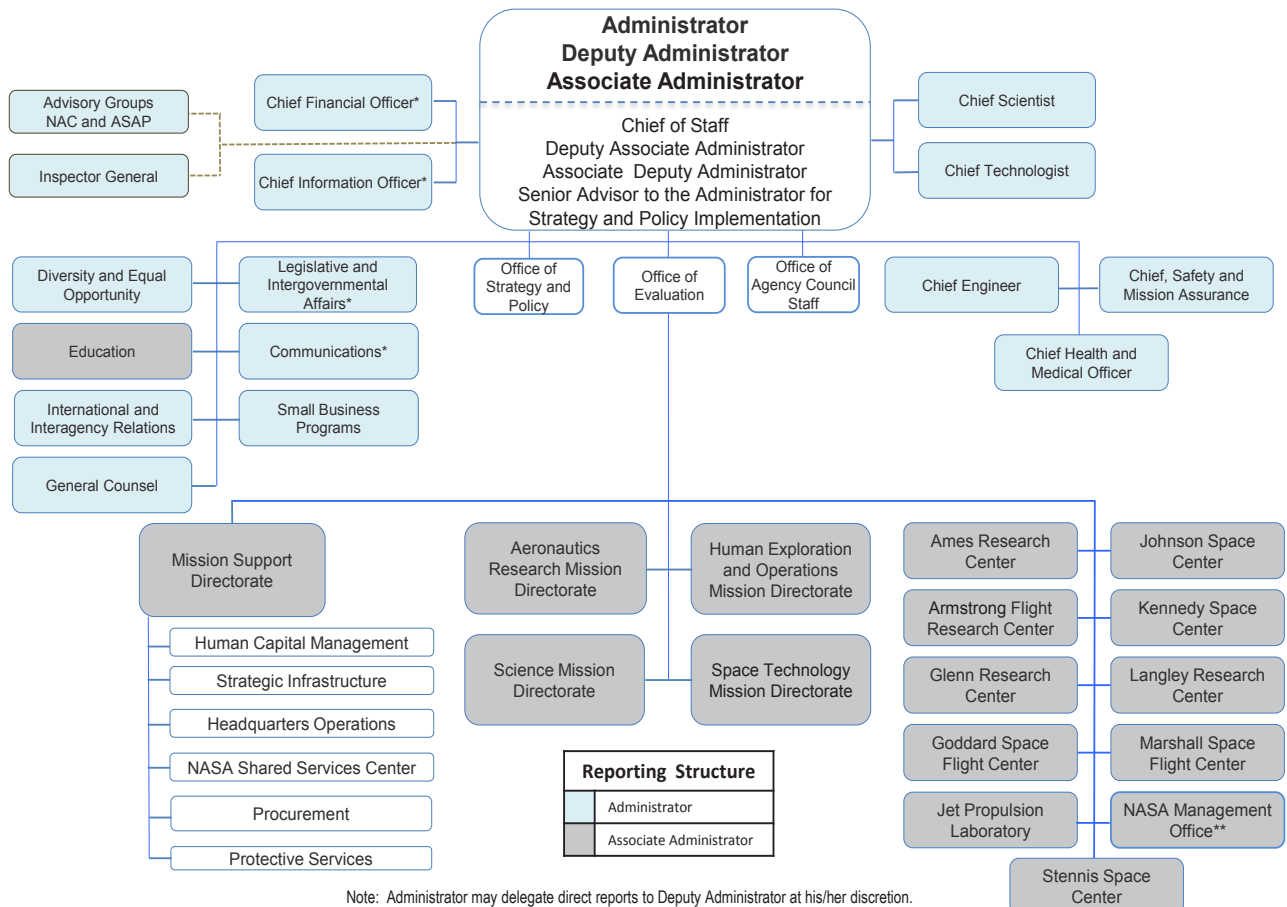 Administrator
Deputy Administrator
Associate Administrator
Chief of Staff
Deputy Associate Administrator
Associate Deputy Administrator
Senior Advisor to the Administrator for
Strategy and Policy Implementation
Advisory Groups
NAC and ASAP
Inspector General
Chief Financial Officer*
Chief Information Officer*
Chief Scientist
Chief Technologist
Diversity and Equal
Opportunity
Legislative and
Intergovernmental
Affairs*
Education
Communications*
International and
Interagency Relations
Small Business
Programs
General Counsel
Office of
Strategy and
Policy
Office of
Evaluation
Office of
Agency Council
Staff
Chief Engineer
Chief, Safety and
Mission Assurance
Chief Health and
Medical Officer
Mission Support
Directorate
Human Capital Management
Strategic Infrastructure
Headquarters Operations
NASA Shared Services Center
Procurement
Protective Services
Aeronautics
Research Mission
Directorate
Human Exploration
and Operations
Mission Directorate
Science Mission
Directorate
Space Technology
Mission Directorate
Reporting Structure
Administrator
Associate Administrator
Ames Research
Center
Johnson Space
Center
Armstrong Flight
Research Center
Kennedy Space
Center
Glenn Research
Center
Langley Research
Center
Goddard Space
Flight Center
Marshall Space
Flight Center
Jet Propulsion
Laboratory
NASA Management
Office**
Stennis Space
Center
Note: Administrator may delegate direct reports to Deputy Administrator at his/her discretion.